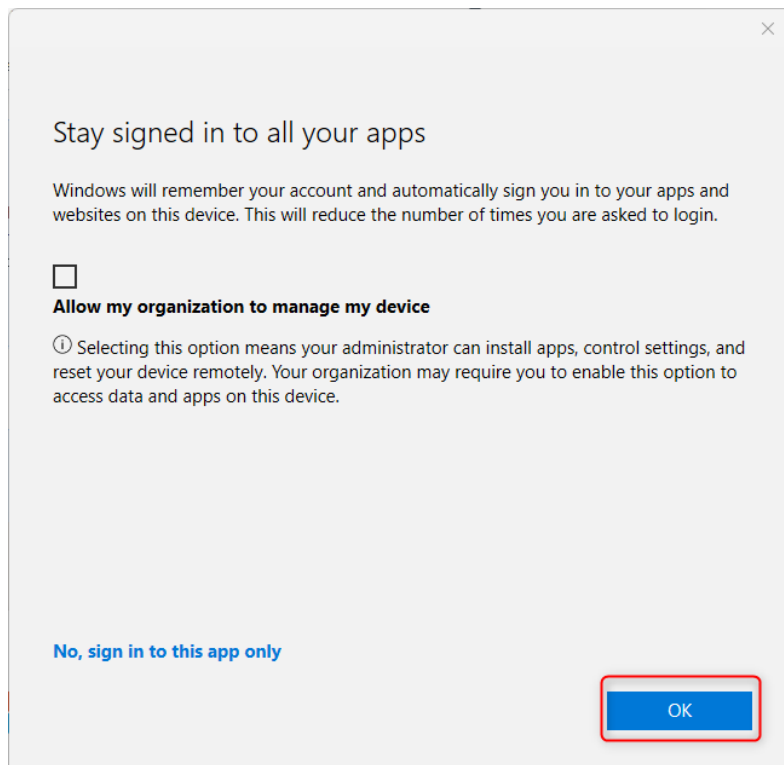 Stay signed in to all your apps
Windows will remember your account and automatically sign you in to your apps and
websites on this device. This will reduce the number of times you are asked to login.
Allow my organization to manage my device
Selecting this option means your administrator can install apps, control settings, and
reset your device remotely. Your organization may require you to enable this option to
access data and apps on this device.
No, sign in to this app only
OK